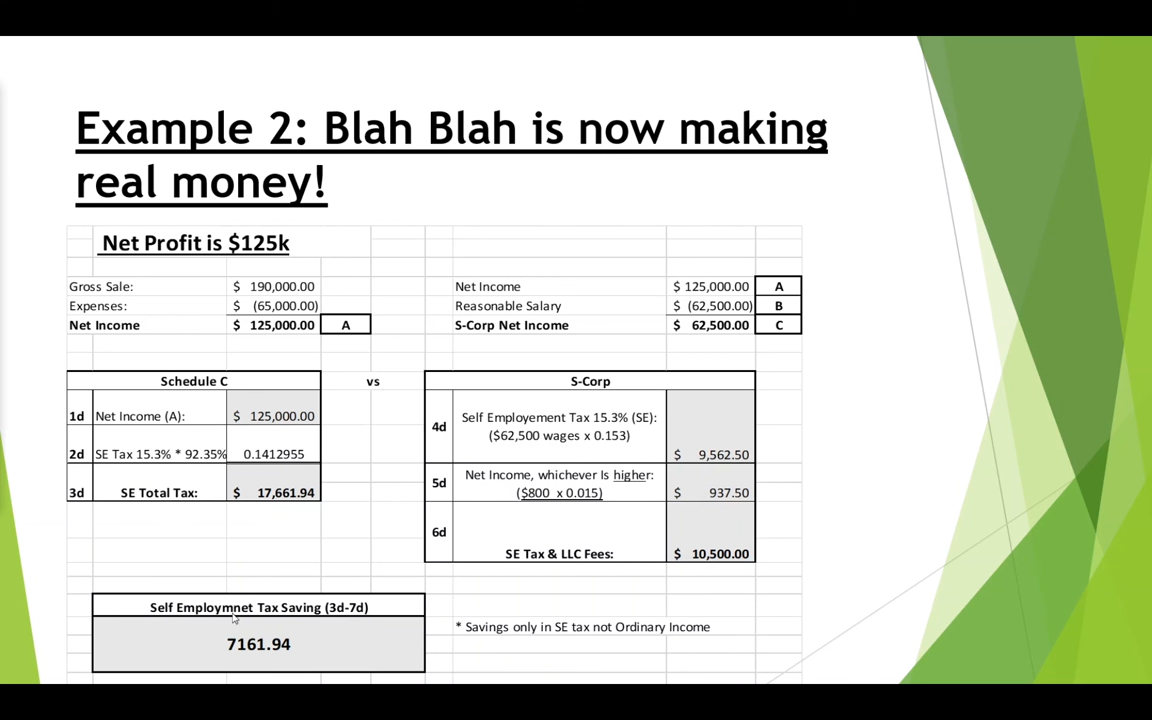 Example 2: Blah Blah is now making
real money!
Net Profit is $125k
Gross Sale: $ 190,000.00
Expenses: $ (65,000.00)
Net Income $ 125,000.00 A
Net Income $ 125,000.00 A
Reasonable Salary $ (62,500.00) B
S-Corp Net Income $ 62,500.00 C
Schedule C
1d Net Income (A): $ 125,000.00
2d SE Tax 15.3% * 92.35% 0.1412955
3d SE Total Tax: $ 17,661.94
vs
S-Corp
4d Self Employement Tax 15.3% (SE):
($62,500 wages x 0.153)
$ 9,562.50
5d Net Income, whichever Is higher:
($800 x 0.015) $ 937.50
6d
SE Tax & LLC Fees: $ 10,500.00
Self Employmnet Tax Saving (3d-7d)
7161.94
* Savings only in SE tax not Ordinary Income